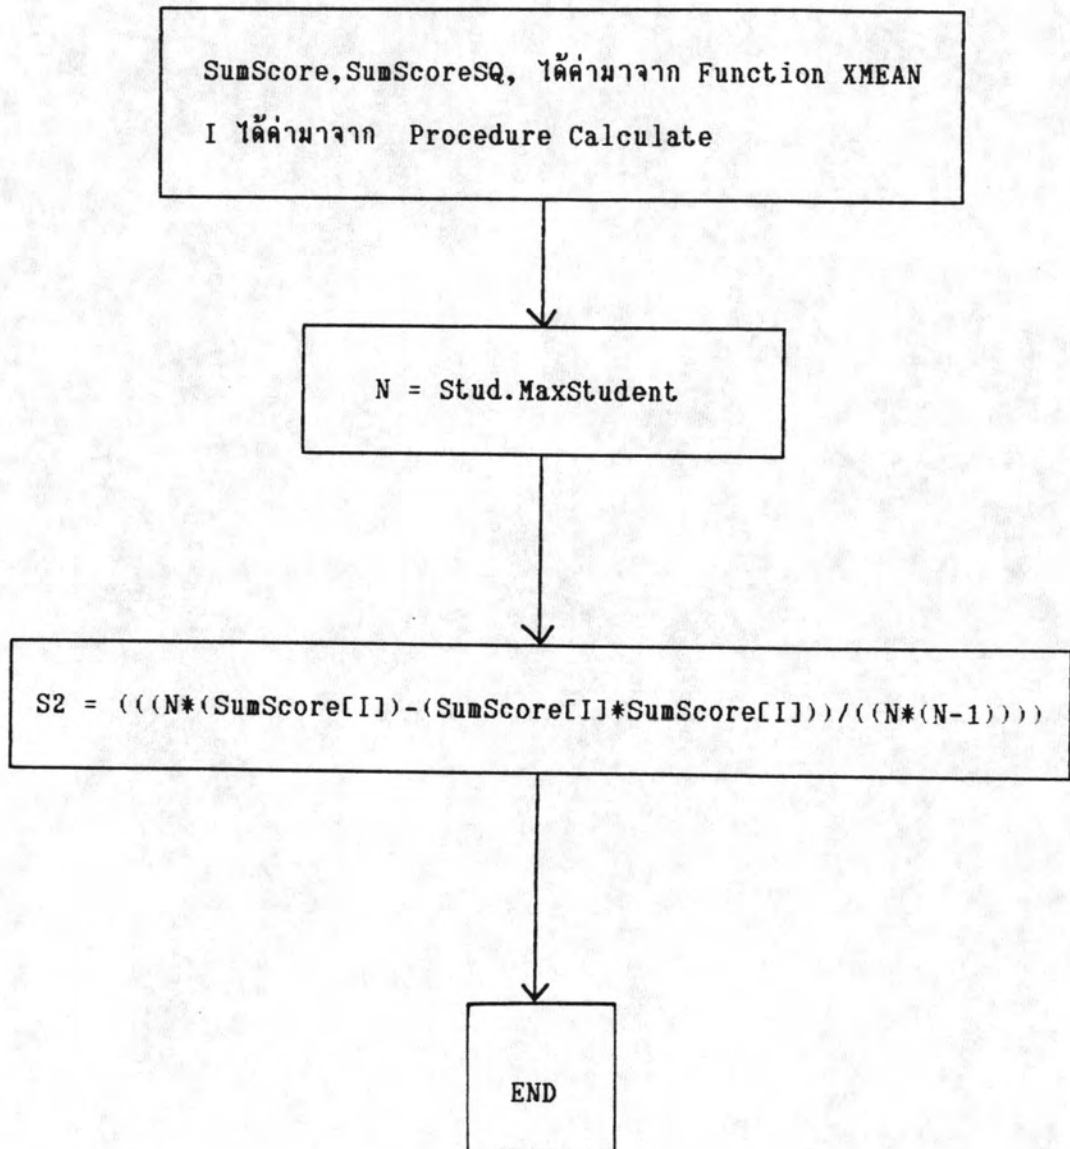 SumScore,SumScoreSQ, ได้ค่ามาจาก Function XMEAN
I ได้ค่ามาจาก Procedure Calculate
N = Stud.MaxStudent
S2 = (((N*(SumScore[I])-(SumScore[I]*SumScore[I]))/((N*(N-1))))
END